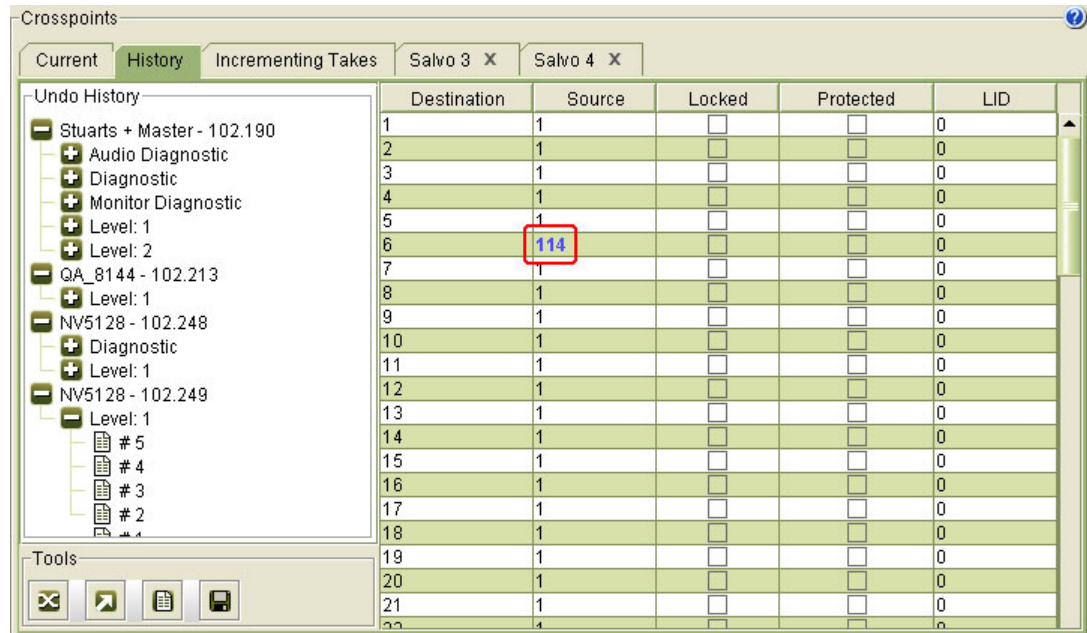 Crosspoints
Current History Incrementing Takes Salvo 3 X Salvo 4 X
Undo History
Stuarts + Master - 102.190
Audio Diagnostic
Diagnostic
Monitor Diagnostic
Level: 1
Level: 2
QA_8144 - 102.213
Level: 1
NV5128 - 102.248
Diagnostic
Level: 1
NV5128 - 102.249
Level: 1
# 5
# 4
# 3
# 2
Tools
Destination Source Locked Protected LID
1 1 0
2 1 0
3 1 0
4 1 0
5 1 0
6 114 0
7 1 0
8 1 0
9 1 0
10 1 0
11 1 0
12 1 0
13 1 0
14 1 0
15 1 0
16 1 0
17 1 0
18 1 0
19 1 0
20 1 0
21 1 0